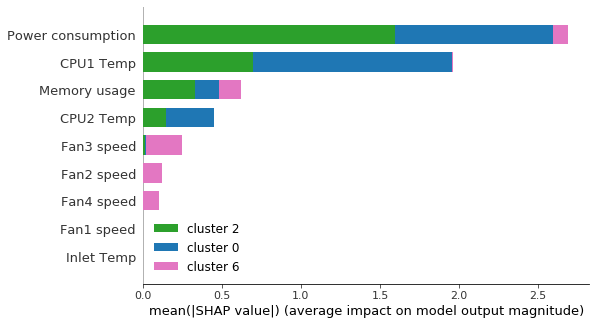 Power consumption
CPU1 Temp
Memory usage
CPU2 Temp
Fan3 speed
Fan2 speed
Fan4 speed
Fan1 speed
Inlet Temp
cluster 2
cluster 0
cluster 6
0.0 0.5 1.0 1.5 2.0 2.5
mean(|SHAP value|) (average impact on model output magnitude)